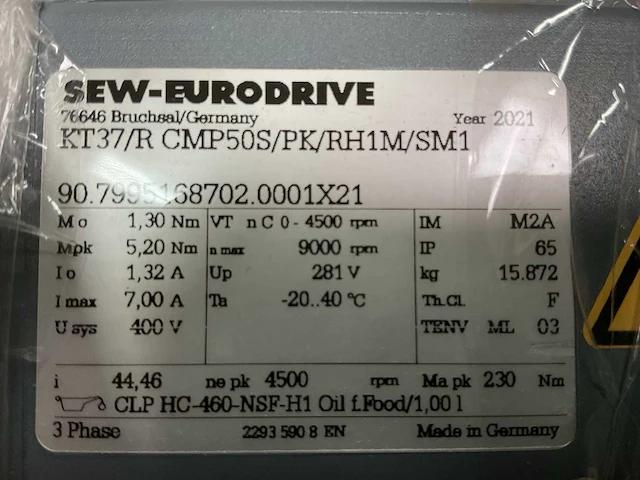 SEW-EURODRIVE
76646 Bruchsal/Germany Year 2021
KT37/R CMP50S/PK/RH1M/SM1
90.7995168702.0001X21
Mo 1,30 Nm VT nC 0-4500 rpm IM M2A
Mpk 5,20 Nm n max 9000 rpm IP 65
Io 1,32 A Up 281 V kg 15.872
I max 7,00 A Ta -20..40 °C Th.Cl. F
U sys 400 V TENV ML 03
i 44,46 ne pk 4500 rpm Ma pk 230 Nm
CLP HC-460-NSF-H1 Oil f.Food/1,00 l
3 Phase 2293 590 8 EN Made in Germany